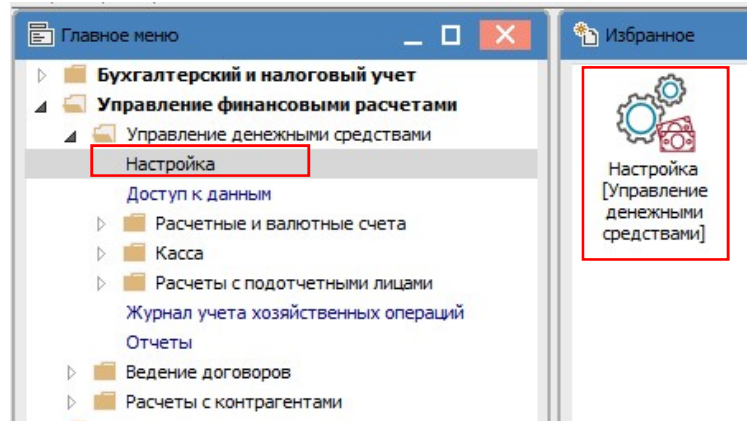 Главное меню
Бухгалтерский и налоговый учет
Управление финансовыми расчетами
Управление денежными средствами
Настройка
Доступ к данным
Расчетные и валютные счета
Касса
Расчеты с подотчетными лицами
Журнал учета хозяйственных операций
Отчеты
Ведение договоров
Расчеты с контрагентами
Избранное
Настройка
[Управление
денежными
средствами]